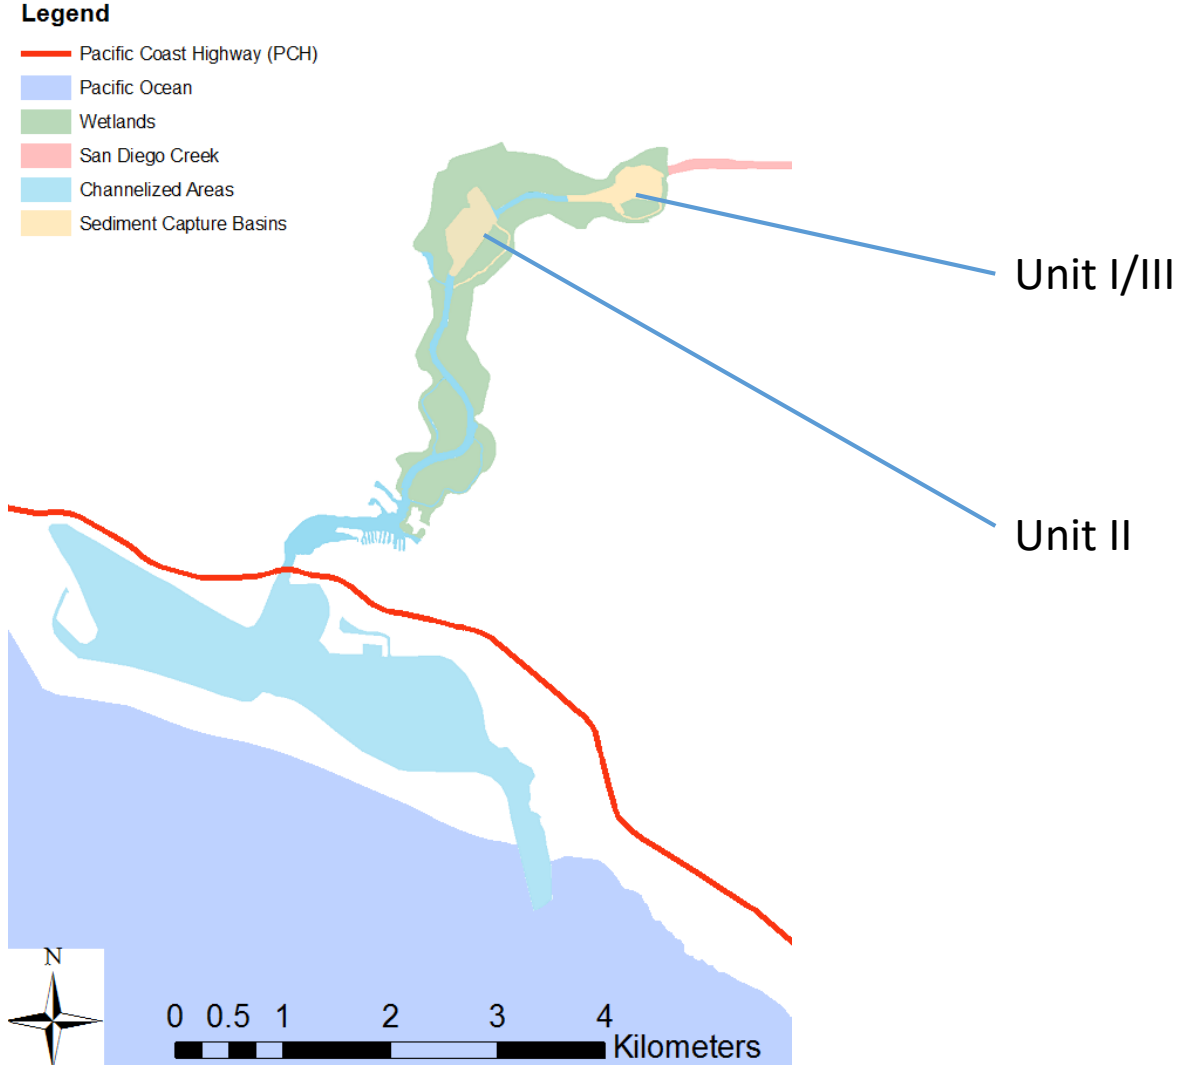 Legend
Pacific Coast Highway (PCH)
Pacific Ocean
Wetlands
San Diego Creek
Channelized Areas
Sediment Capture Basins
Unit I/III
Unit II
N
0 0.5 1 2 3 4
Kilometers